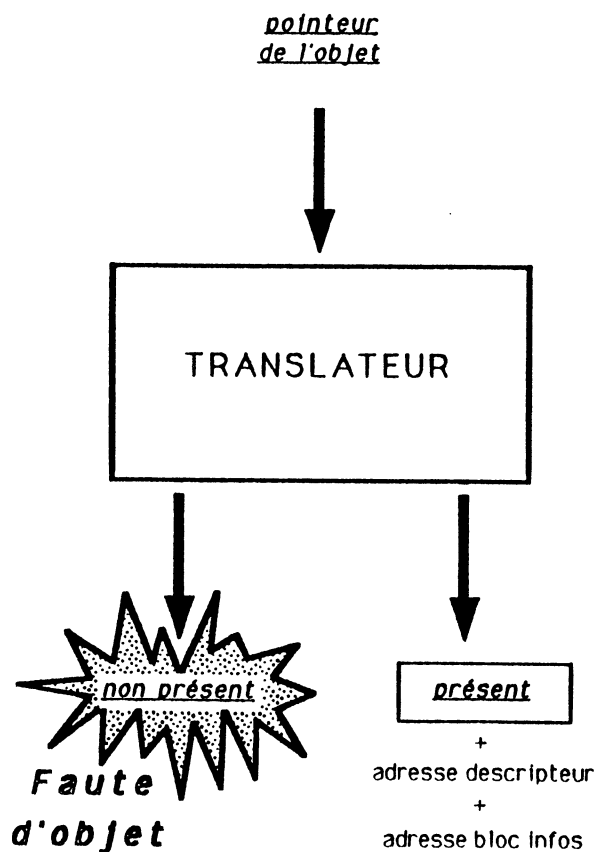 pointeur
de l'objet
TRANSLATEUR
non présent
présent
+
adresse descripteur
+
adresse bloc infos
Faute
d'objet